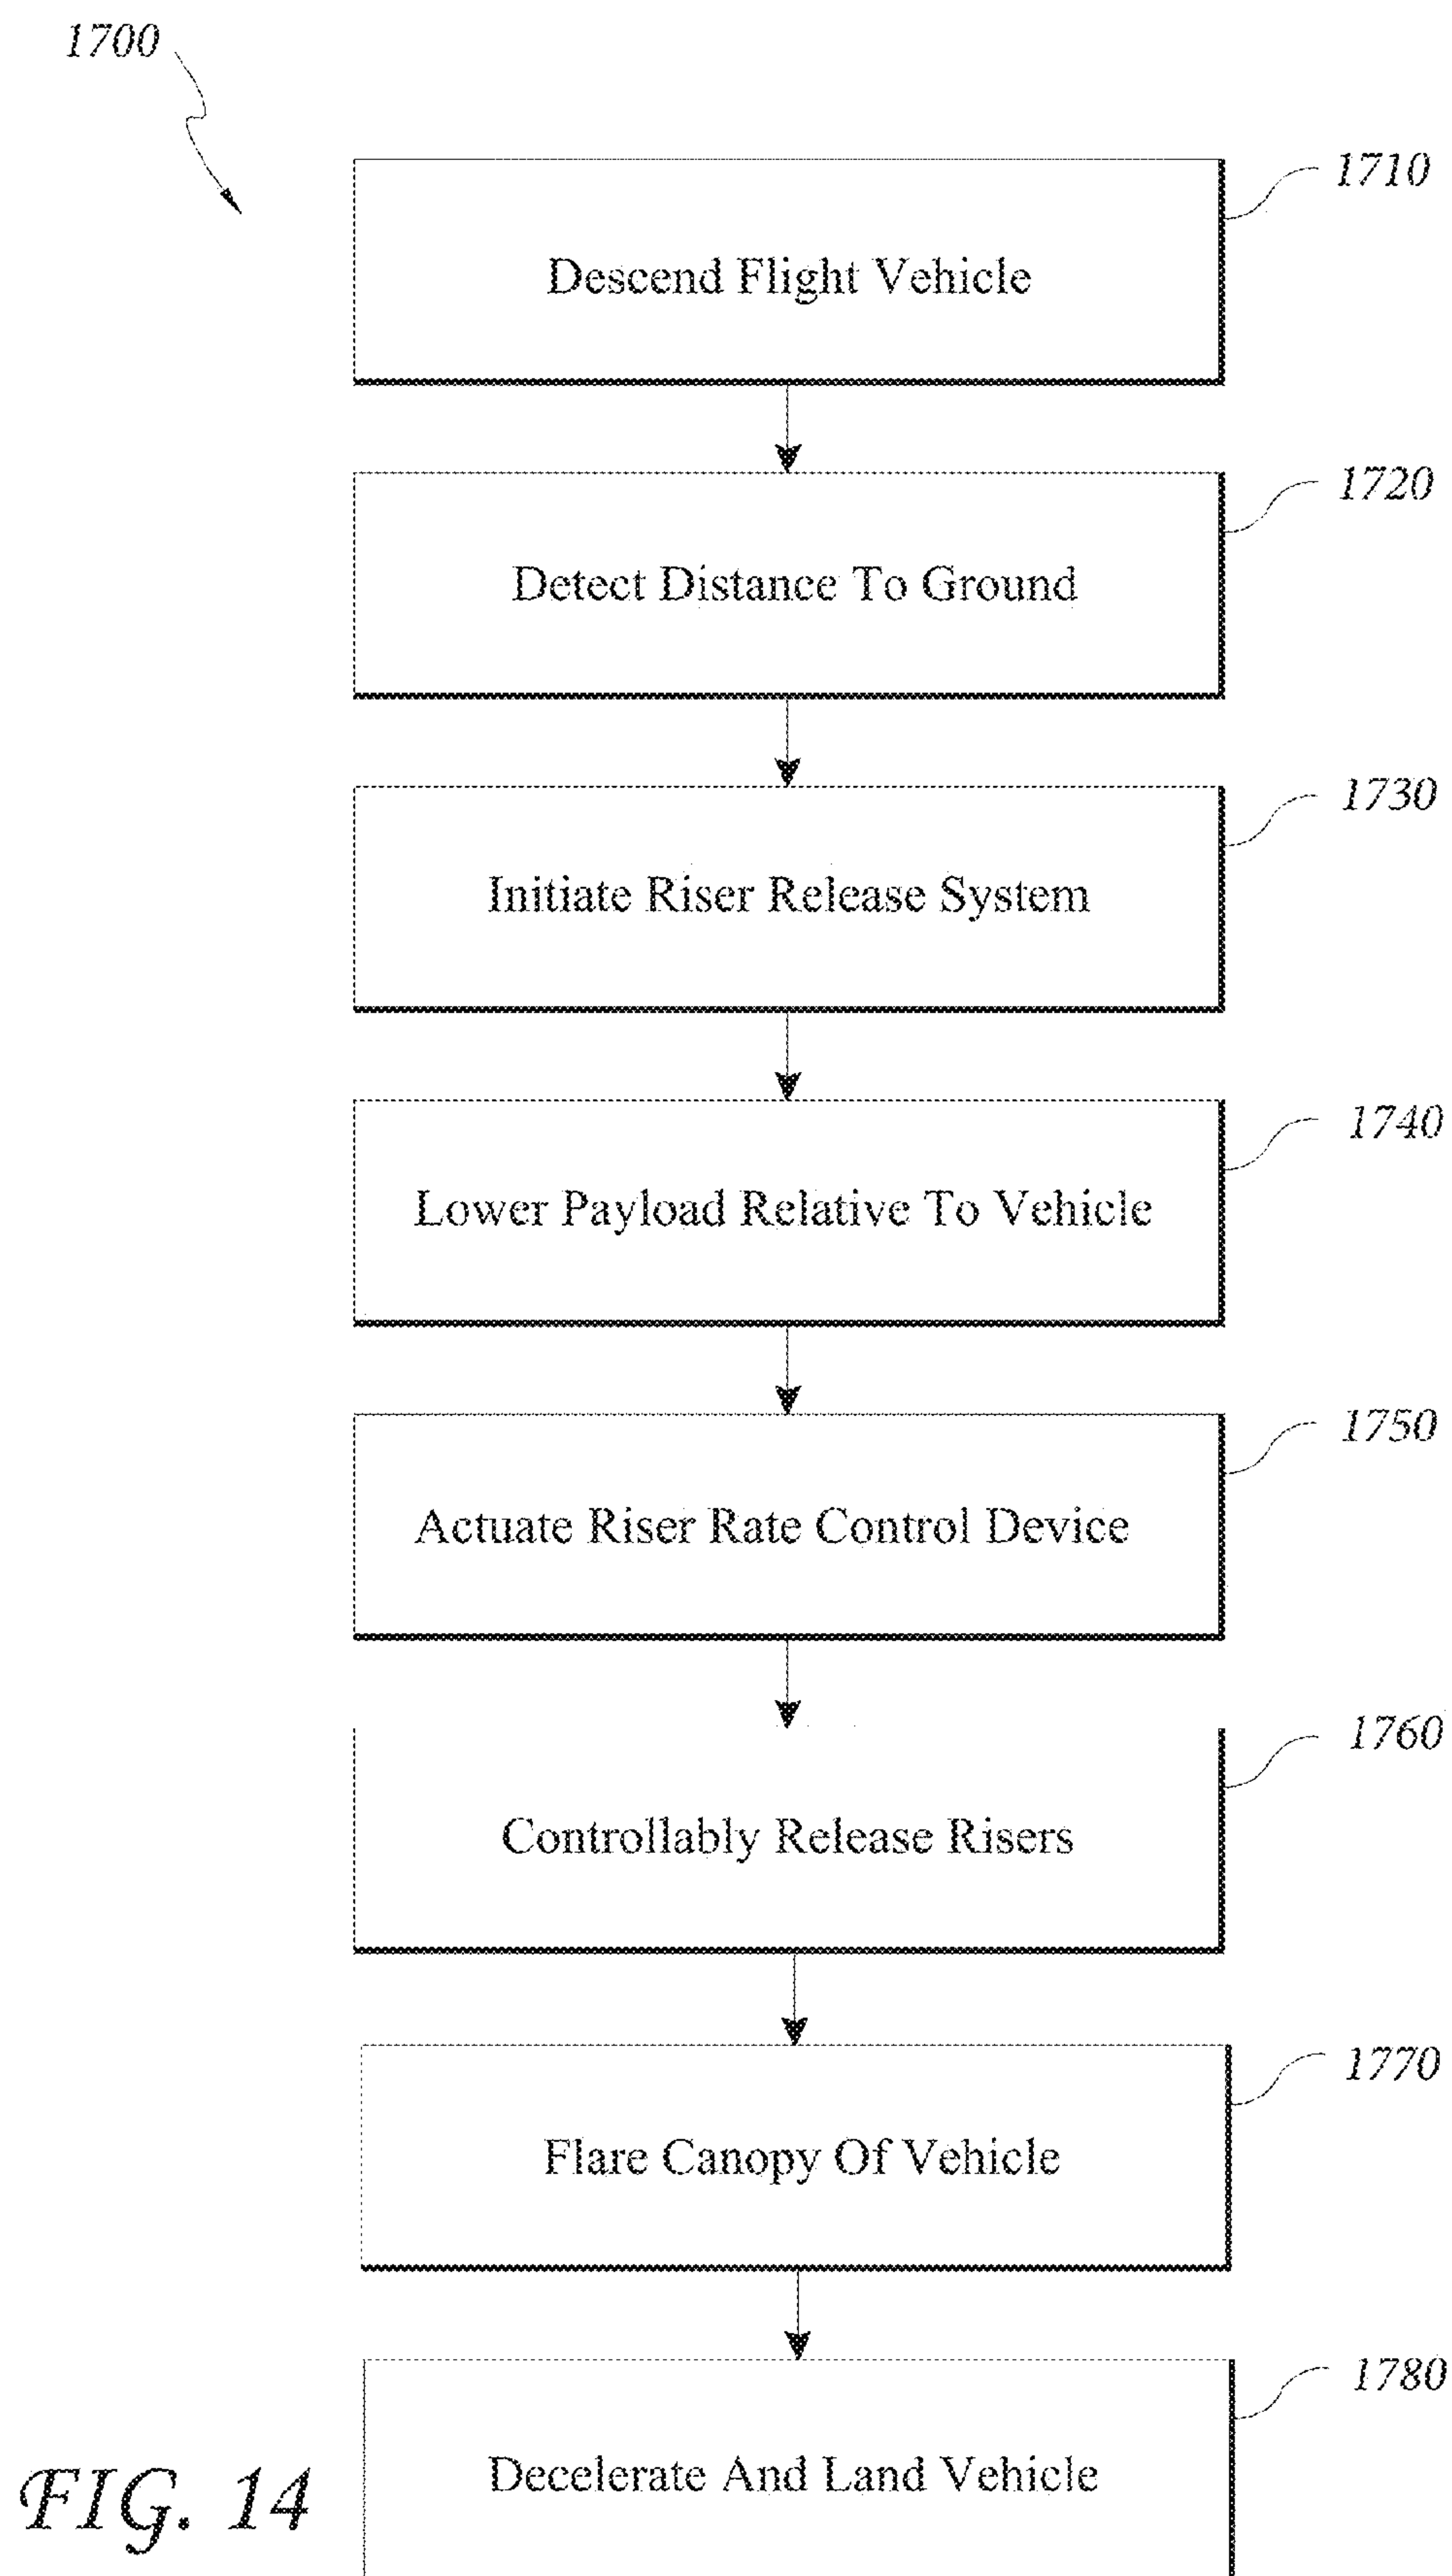 1700
1710
Descend Flight Vehicle
1720
Detect Distance To Ground
1730
Initiate Riser Release System
1740
Lower Payload Relative To Vehicle
1750
Actuate Riser Rate Control Device
1760
Controllably Release Risers
1770
Flare Canopy Of Vehicle
1780
Decelerate And Land Vehicle
FIG. 14